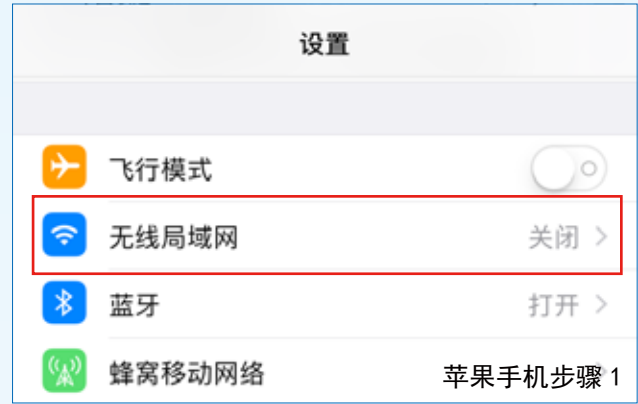 设置
飞行模式
无线局域网 关闭
蓝牙 打开
蜂窝移动网络
苹果手机步骤 1